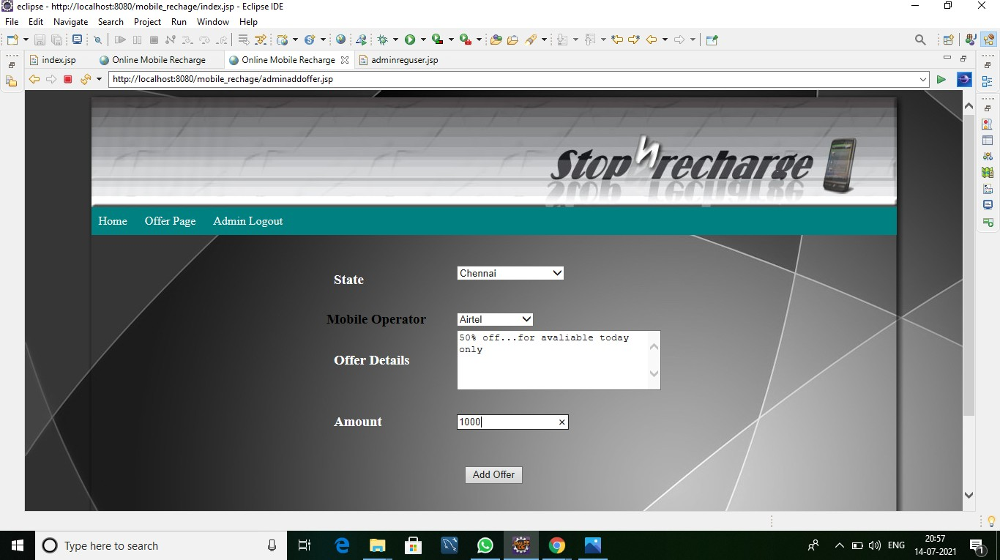 eclipse - http://localhost:8080/mobile_rechage/index.jsp - Eclipse IDE
File Edit Navigate Search Project Run Window Help
index.jsp Online Mobile Recharge Online Mobile Recharge adminreguser.jsp
http://localhost:8080/mobile_rechage/adminaddoffer.jsp
Stop n recharge
Home Offer Page Admin Logout
State Chennai
Mobile Operator Airtel
50% off...for avaliable today
only
Offer Details
Amount 1000
Add Offer
Type here to search
ENG
20:57
14-07-2021
1